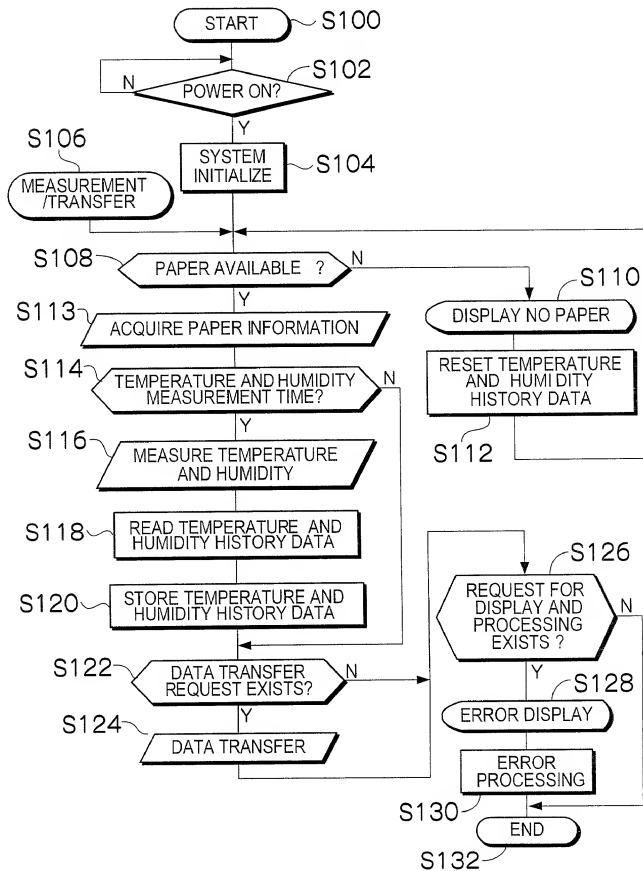 START
S100
S102
N
POWER ON?
Y
S106
SYSTEM
INITIALIZE
S104
MEASUREMENT
/TRANSFER
S108
PAPER AVAILABLE ?
N
Y
S110
DISPLAY NO PAPER
S113
ACQUIRE PAPER INFORMATION
RESET TEMPERATURE
AND HUMIDITY
HISTORY DATA
S112
S114
TEMPERATURE AND HUMIDITY
MEASUREMENT TIME?
N
Y
S116
MEASURE TEMPERATURE
AND HUMIDITY
S118
READ TEMPERATURE AND
HUMIDITY HISTORY DATA
S120
STORE TEMPERATURE AND
HUMIDITY HISTORY DATA
S122
DATA TRANSFER
REQUEST EXISTS?
N
Y
S124
DATA TRANSFER
S126
REQUEST FOR
DISPLAY AND
PROCESSING
EXISTS ?
N
Y
S128
ERROR DISPLAY
ERROR
PROCESSING
S130
END
S132